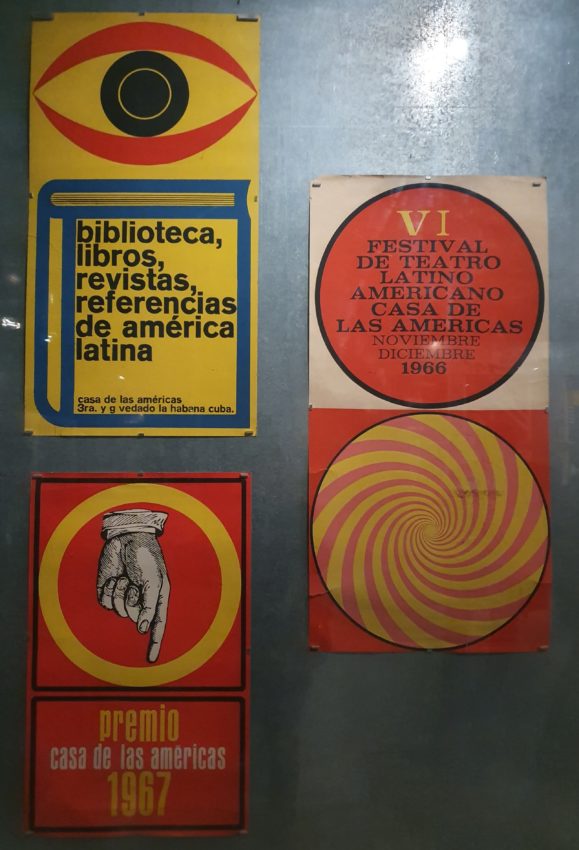 biblioteca,
libros,
revistas,
referencias
de américa
latina
casa de las américas
3ra. y g vedado la habana cuba.
VI
FESTIVAL
DE TEATRO
LATINO
AMERICANO
CASA DE
LAS AMERICAS
NOVIEMBRE
DICIEMBRE
1966
premio
casa de las américas
1967